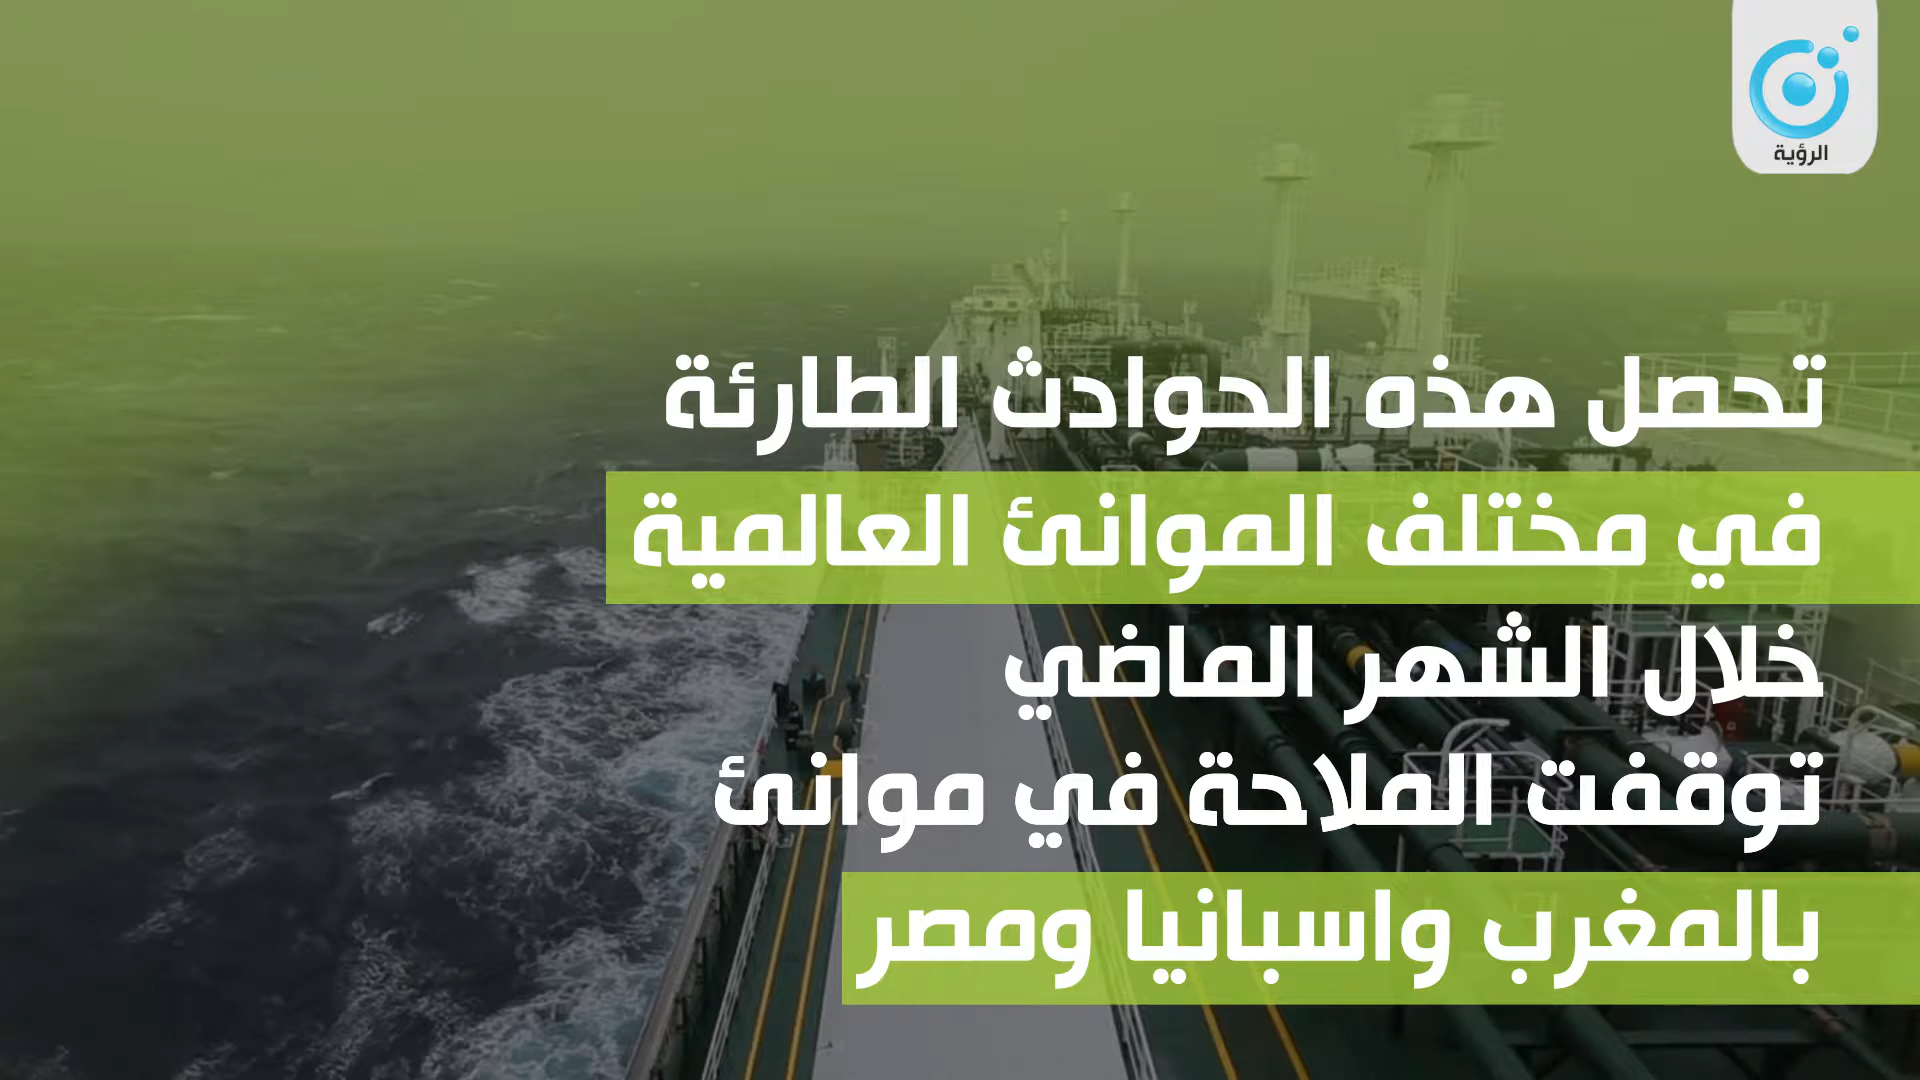 الرؤية
تحصل هذه الحوادث الطارئة
في مختلف الموانئ العالمية
خلال الشهر الماضي
توقفت الملاحة في موانئ
بالمغرب واسبانيا ومصر